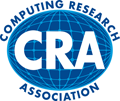 COMPUTING RESEARCH
CRA
ASSOCIATION